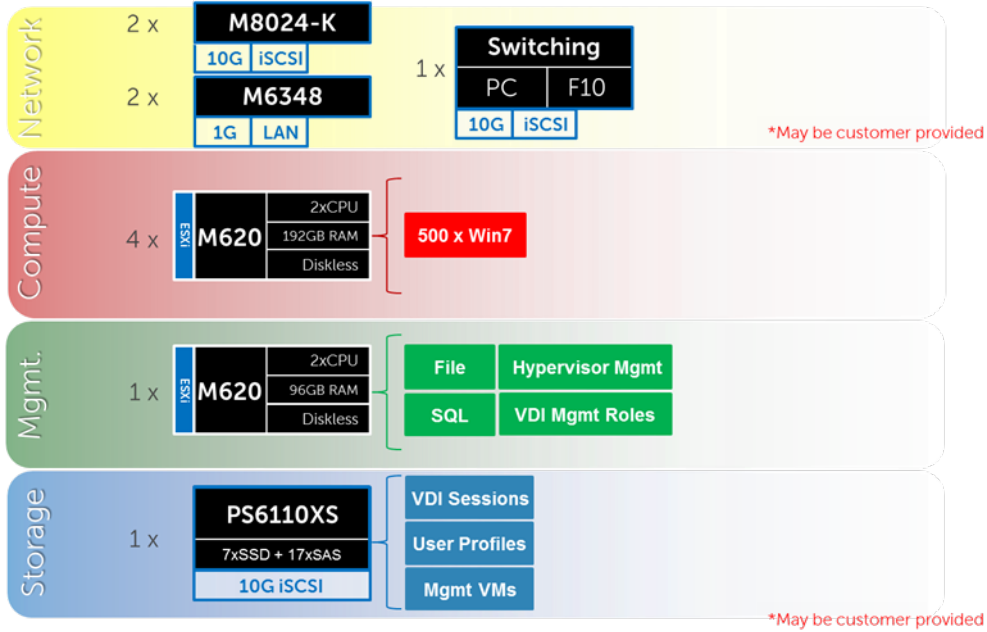 Network
2 x
M8024-K
10G iSCSI
2 x
M6348
1G LAN
1 x
Switching
PC F10
10G iSCSI
*May be customer provided
Compute
4 x
ESXi
M620
2xCPU
192GB RAM
Diskless
500 x Win7
Mgmt.
1 x
ESXi
M620
2xCPU
96GB RAM
Diskless
File
Hypervisor Mgmt
SQL
VDI Mgmt Roles
Storage
1 x
PS6110XS
7xSSD + 17xSAS
10G iSCSI
VDI Sessions
User Profiles
Mgmt VMs
*May be customer provided